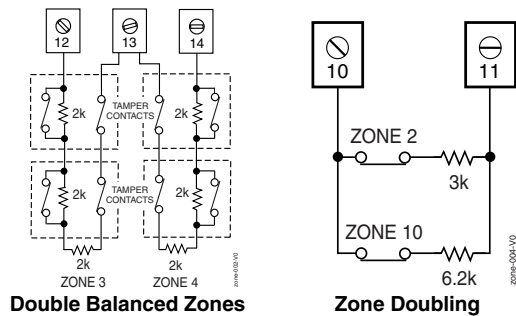 12 13 14
2k TAMPER CONTACTS 2k
2k TAMPER CONTACTS 2k
2k 2k
ZONE 3 ZONE 4
zone-002-V0
Double Balanced Zones
10 11
ZONE 2
3k
ZONE 10
6.2k
zone-004-V0
Zone Doubling